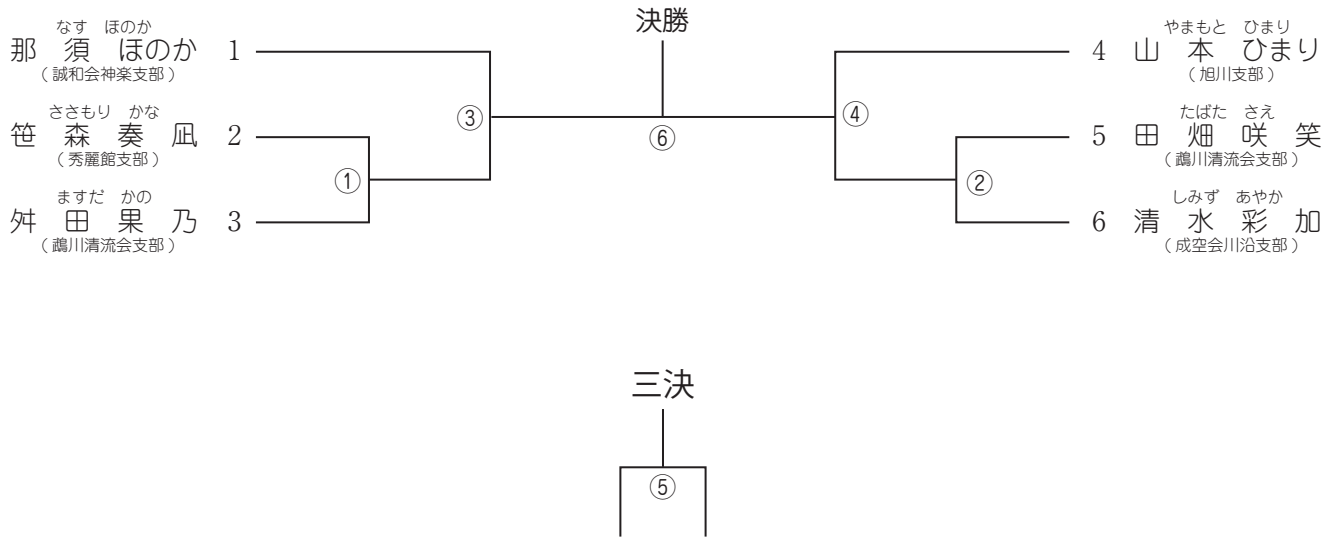 決勝
なす ほのか
那 須 ほのか 1
(誠和会神楽支部)
ささもり かな
笹 森 奏 凪 2
(秀麗館支部)
ますだ かの
舛 田 果 乃 3
(鵡川清流会支部)
①
③
⑥
④
②
やまもと ひまり
4 山 本 ひまり
(旭川支部)
たばた さえ
5 田 畑 咲 笑
(鵡川清流会支部)
しみず あやか
6 清 水 彩 加
(成空会川沿支部)
三決
⑤